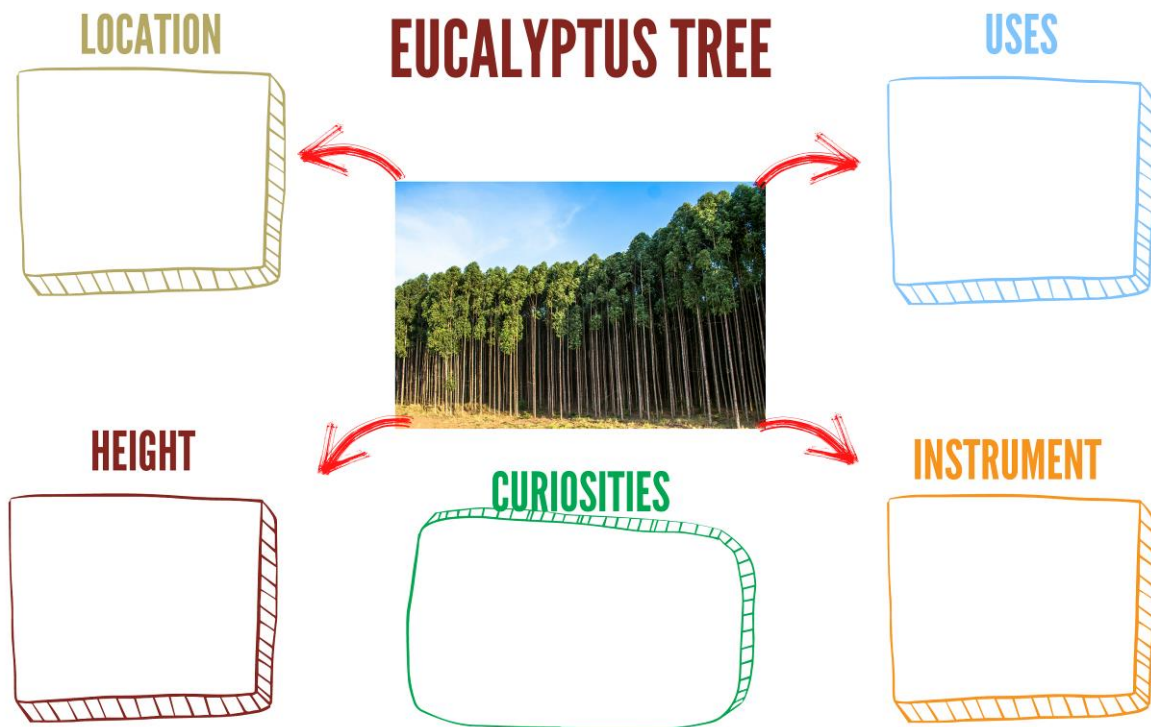 LOCATION
EUCALYPTUS TREE
USES
HEIGHT
CURIOSITIES
INSTRUMENT